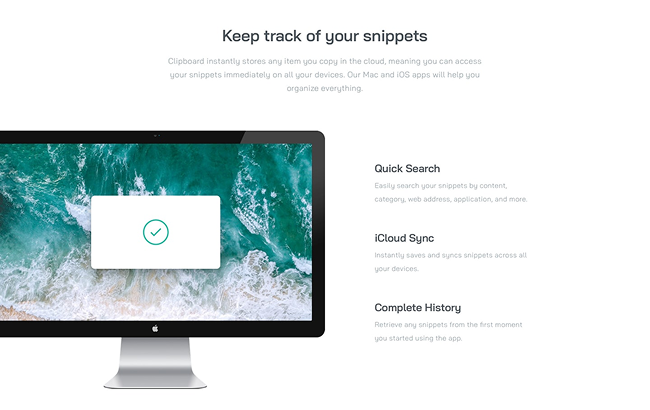 Keep track of your snippets
Clipboard instantly stores any item you copy in the cloud, meaning you can access
your snippets immediately on all your devices. Our Mac and iOS apps will help you
organize everything.
Quick Search
Easily search your snippets by content,
category, web address, application, and more.
iCloud Sync
Instantly saves and syncs snippets across all
your devices.
Complete History
Retrieve any snippets from the first moment
you started using the app.